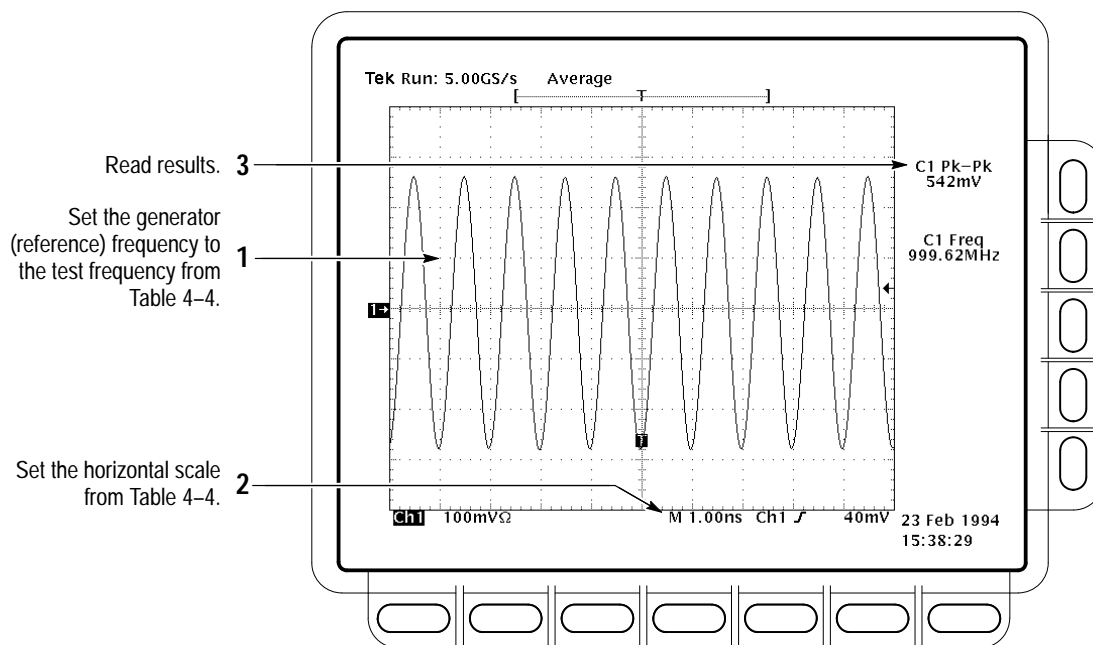 Tek Run: 5.00GS/s Average
[ T ]
Read results. 3
C1 Pk–Pk
542mV
Set the generator
(reference) frequency to
the test frequency from
Table 4–4.
1
C1 Freq
999.62MHz
1→
T
Set the horizontal scale
from Table 4–4.
2
Ch1 100mVΩ M 1.00ns Ch1 ʃ 40mV
23 Feb 1994
15:38:29